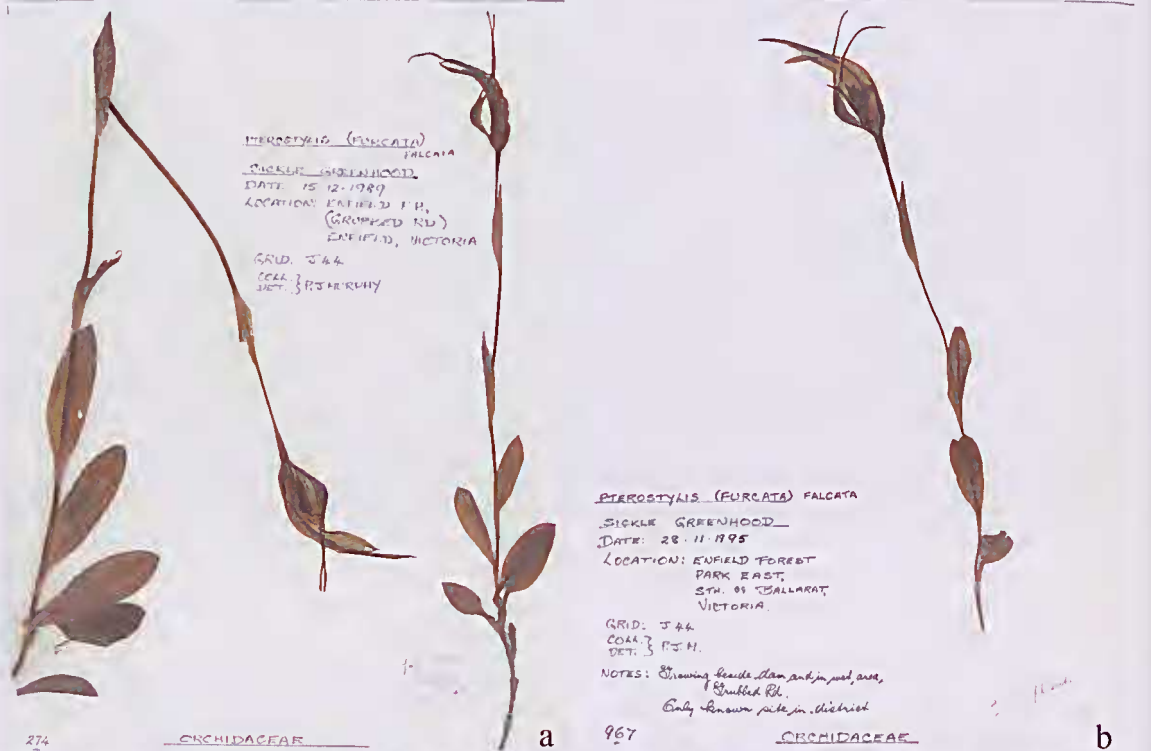 PTEROSTYLIS (FURCATA)
FALCATA
SICKLE GREENHOOD
DATE 15.12.1989
LOCATION: ENFIELD F.P.,
RD)
ENFIELD, VICTORIA
GRID. J44
COLL. }
DET. }
274
ORCHIDACEAE
a
PTEROSTYLIS (FURCATA) FALCATA
SICKLE GREENHOOD
DATE: 28.11.1995
LOCATION: ENFIELD FOREST
PARK EAST,
STH. OF BALLARAT,
VICTORIA.
GRID: J44
COLL. }
DET. } P.J.M.
NOTES: Growing beside dam and in wet area,
Grubbed Rd.
Only known site in district
967
ORCHIDACEAE
b